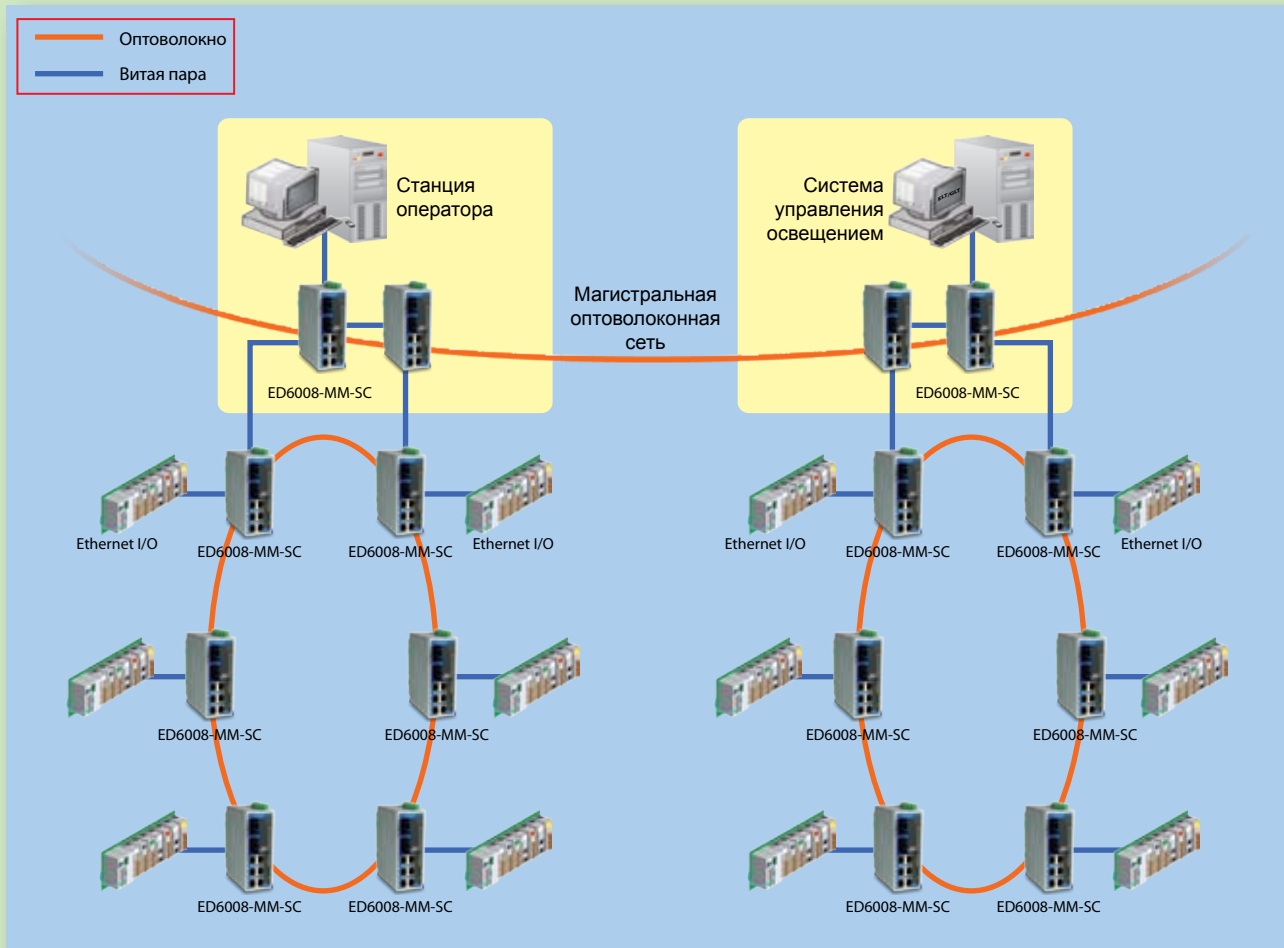 Оптоволокно
Витая пара
Станция
оператора
Система
управления
освещением
Магистральная
оптоволоконная
сеть
ED6008-MM-SC
ED6008-MM-SC
Ethernet I/O
ED6008-MM-SC
ED6008-MM-SC
Ethernet I/O
Ethernet I/O
ED6008-MM-SC
ED6008-MM-SC
Ethernet I/O
ED6008-MM-SC
ED6008-MM-SC
ED6008-MM-SC
ED6008-MM-SC
ED6008-MM-SC
ED6008-MM-SC
ED6008-MM-SC
ED6008-MM-SC